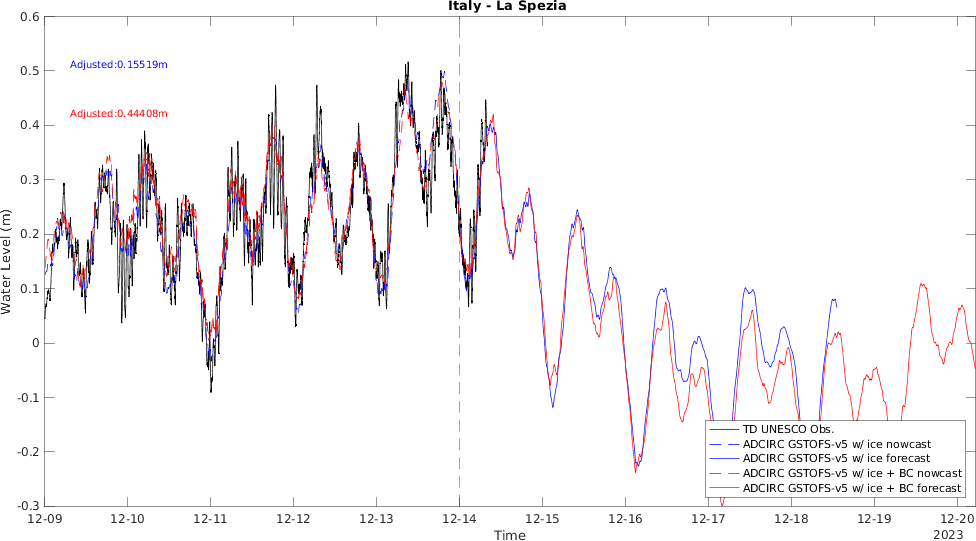 Italy - La Spezia
0.6
0.5
0.4
0.3
0.2
0.1
0
-0.1
-0.2
-0.3
Water Level (m)
Adjusted:0.15519m
Adjusted:0.44408m
TD UNESCO Obs.
ADCIRC GSTOFS-v5 w/ ice nowcast
ADCIRC GSTOFS-v5 w/ ice forecast
ADCIRC GSTOFS-v5 w/ ice + BC nowcast
ADCIRC GSTOFS-v5 w/ ice + BC forecast
12-09 12-10 12-11 12-12 12-13 12-14 12-15 12-16 12-17 12-18 12-19 12-20
2023
Time